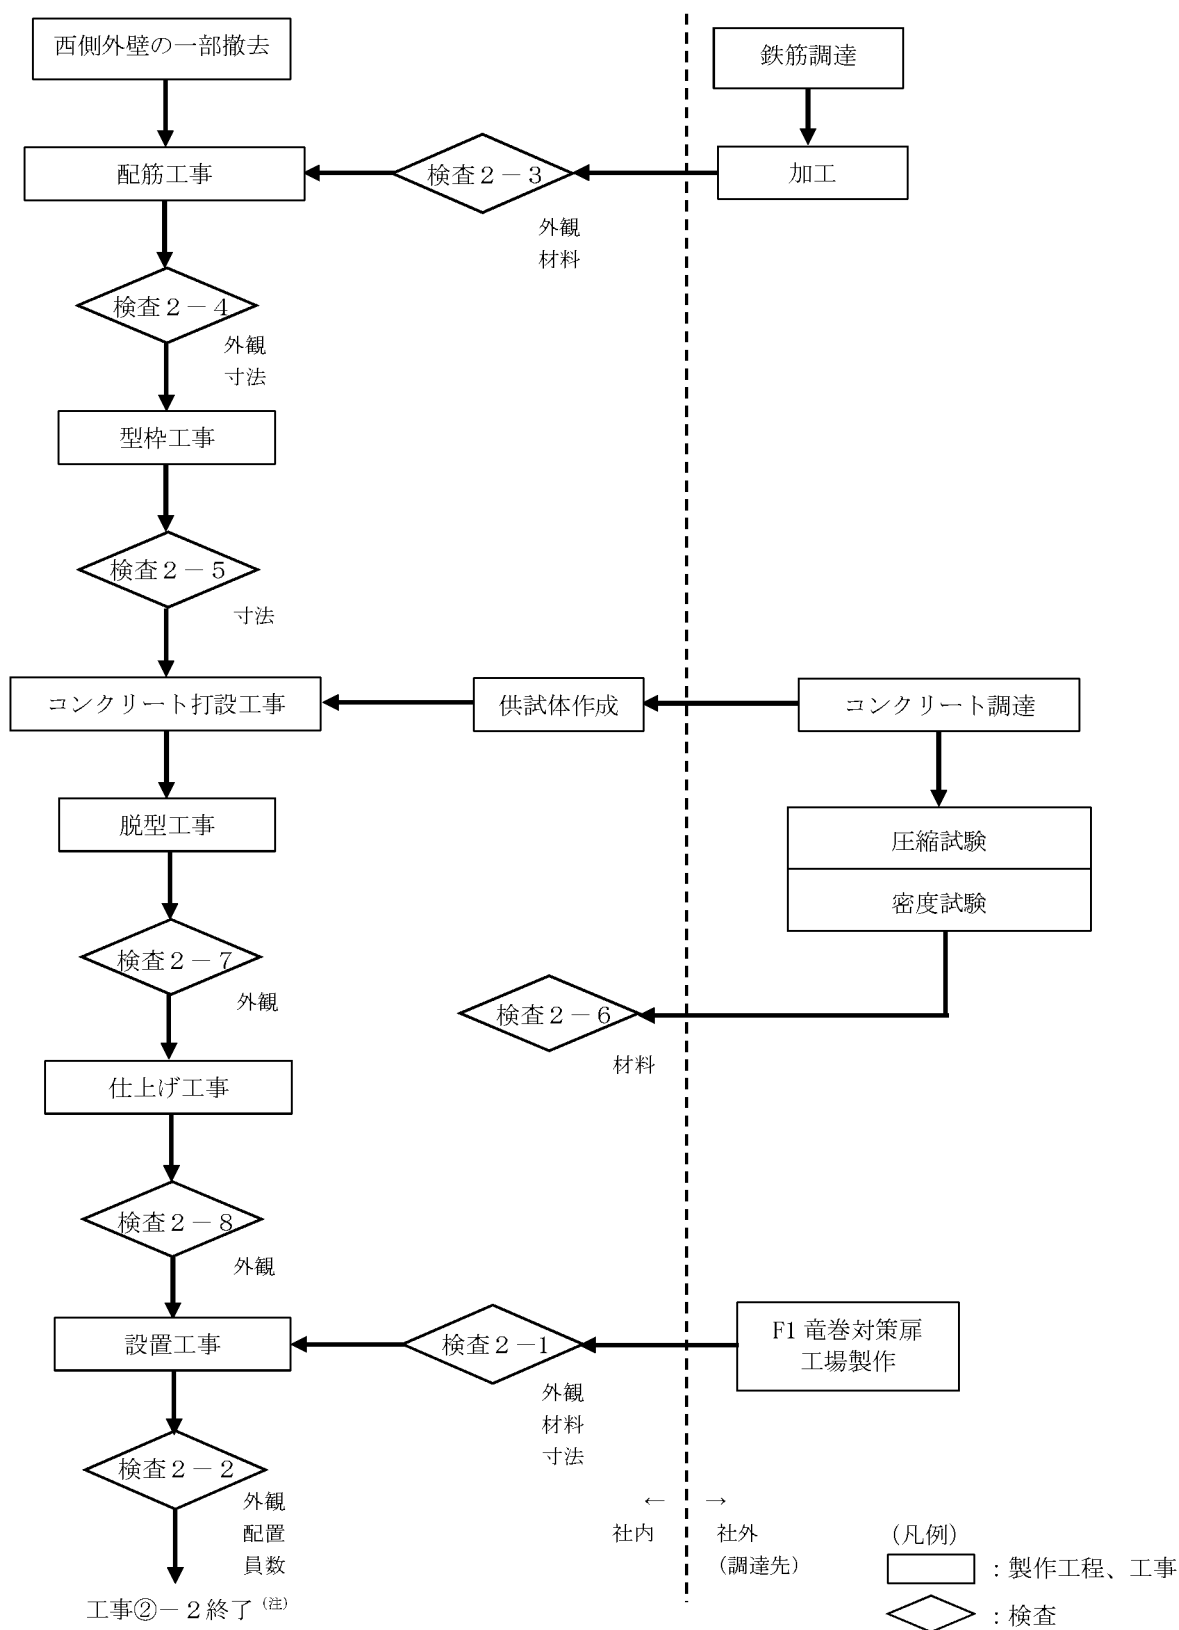 西側外壁の一部撤去
鉄筋調達
配筋工事
検査2－3
加工
外観
材料
検査2－4
外観
寸法
型枠工事
検査2－5
寸法
コンクリート打設工事
供試体作成
コンクリート調達
脱型工事
圧縮試験
密度試験
検査2－7
外観
検査2－6
材料
仕上げ工事
検査2－8
外観
設置工事
検査2－1
F1 竜巻対策扉
工場製作
外観
材料
寸法
検査2－2
外観
配置
員数
← →
社内 社外
（調達先）
工事②－2終了（注）
（凡例）
：製作工程、工事
：検査